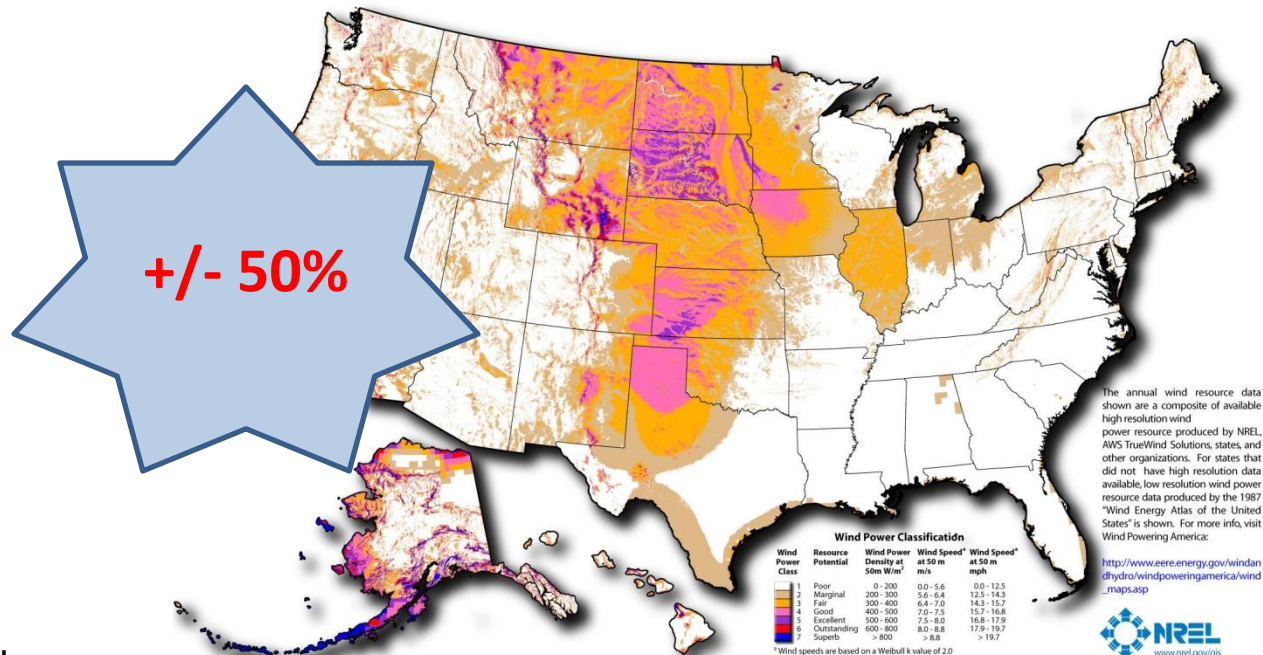 +/- 50%
The annual wind resource data
shown are a composite of available
high resolution wind
power resource produced by NREL,
AWS TrueWind Solutions, states, and
other organizations. For states that
did not have high resolution data
available, low resolution wind power
resource data produced by the 1987
"Wind Energy Atlas of the United
States" is shown. For more info, visit
Wind Powering America:
http://www.eere.energy.gov/windan
dhydro/windpoweringamerica/wind
_maps.asp
Wind Power Classification
Wind Resource Wind Power Wind Speedª Wind Speedª
Power Potential Density at at 50 m at 50 m
Class 50m W/m² m/s mph
1 Poor 0 - 200 0.0 - 5.6 0.0 - 12.5
2 Marginal 200 - 300 5.6 - 6.4 12.5 - 14.3
3 Fair 300 - 400 6.4 - 7.0 14.3 - 15.7
4 Good 400 - 500 7.0 - 7.5 15.7 - 16.8
5 Excellent 500 - 600 7.5 - 8.0 16.8 - 17.9
6 Outstanding 600 - 800 8.0 - 8.8 17.9 - 19.7
7 Superb > 800 > 8.8 > 19.7
ª Wind speeds are based on a Weibull k value of 2.0
NREL
www.nrel.gov/gis